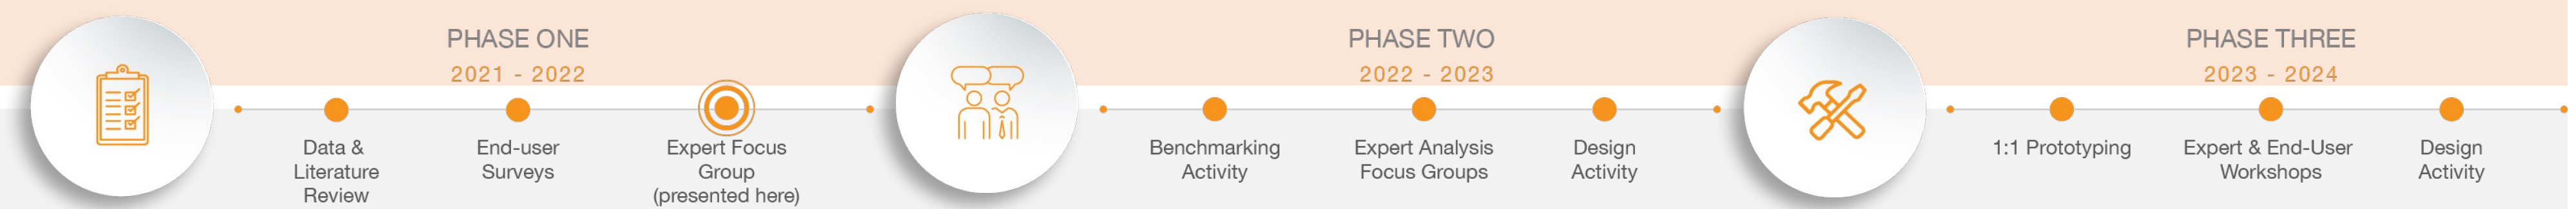 PHASE ONE
2021 - 2022
Data &
Literature
Review
End-user
Surveys
Expert Focus
Group
(presented here)
PHASE TWO
2022 - 2023
Benchmarking
Activity
Expert Analysis
Focus Groups
Design
Activity
PHASE THREE
2023 - 2024
1:1 Prototyping
Expert & End-User
Workshops
Design
Activity